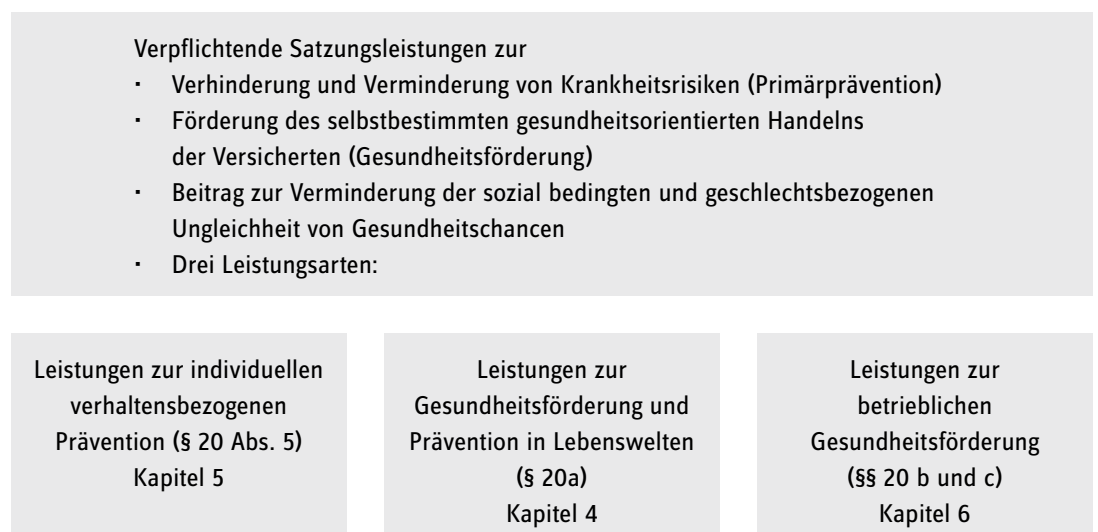 Verpflichtende Satzungsleistungen zur
· Verhinderung und Verminderung von Krankheitsrisiken (Primärprävention)
· Förderung des selbstbestimmten gesundheitsorientierten Handelns
der Versicherten (Gesundheitsförderung)
· Beitrag zur Verminderung der sozial bedingten und geschlechtsbezogenen
Ungleichheit von Gesundheitschancen
· Drei Leistungsarten:
Leistungen zur individuellen
verhaltensbezogenen
Prävention (§ 20 Abs. 5)
Kapitel 5
Leistungen zur
Gesundheitsförderung und
Prävention in Lebenswelten
(§ 20a)
Kapitel 4
Leistungen zur
betrieblichen
Gesundheitsförderung
(§§ 20 b und c)
Kapitel 6